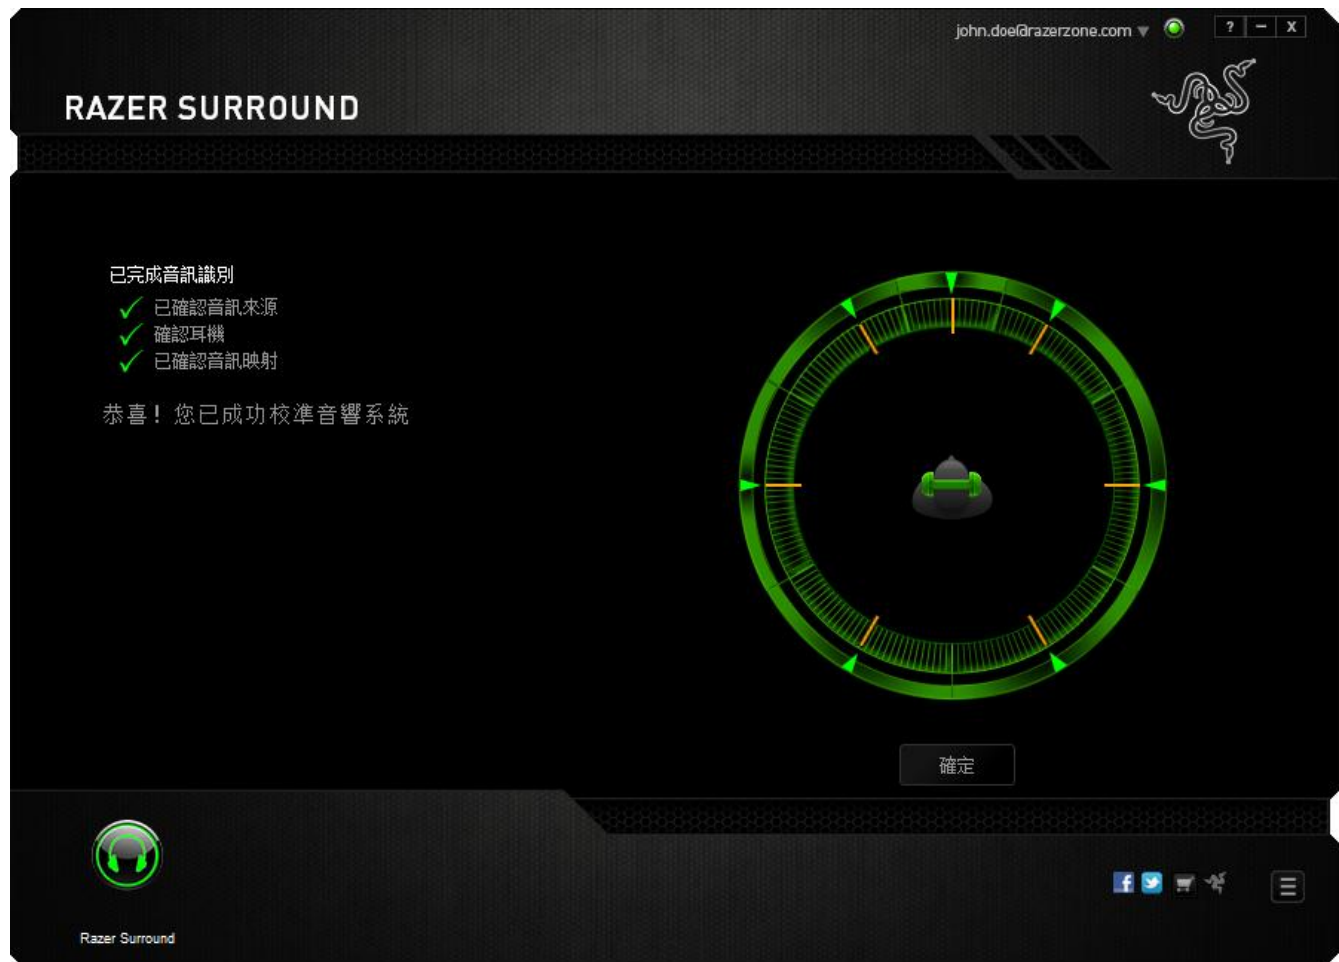 john.doe@razerzone.com
? — X
RAZER SURROUND
已完成音訊識別
已確認音訊來源
確認耳機
已確認音訊映射
恭喜！您已成功校準音響系統
確定
Razer Surround